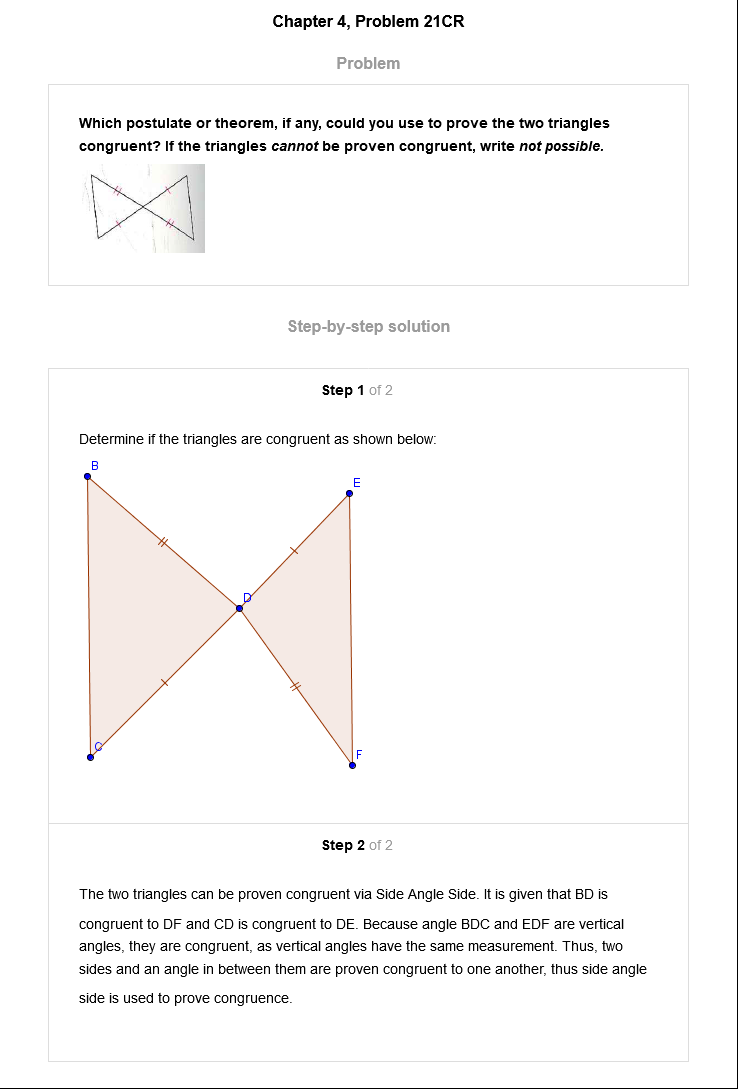 Chapter 4, Problem 21CR
Problem
Which postulate or theorem, if any, could you use to prove the two triangles
congruent? If the triangles cannot be proven congruent, write not possible.
Step-by-step solution
Step 1 of 2
Determine if the triangles are congruent as shown below:
B
E
D
C
F
Step 2 of 2
The two triangles can be proven congruent via Side Angle Side. It is given that BD is
congruent to DF and CD is congruent to DE. Because angle BDC and EDF are vertical
angles, they are congruent, as vertical angles have the same measurement. Thus, two
sides and an angle in between them are proven congruent to one another, thus side angle
side is used to prove congruence.